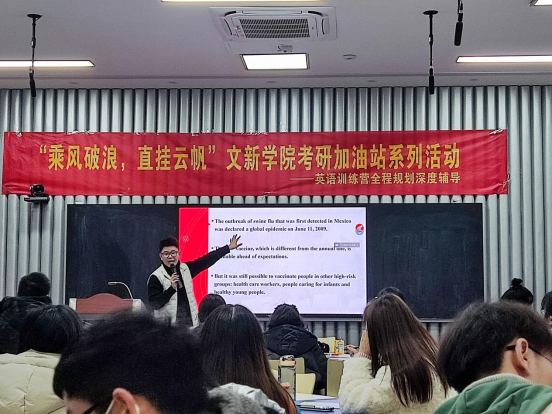 “乘风破浪，直挂云帆”文新学院考研加油站系列活动
英语训练营全程规划深度辅导
The outbreak of swine flu that was first detected in Mexico
was declared a global epidemic on June 11, 2009.
vaccine, which is different from the annual one, is
ahead of expectations.
But it was still possible to vaccinate people in other high-risk
groups: health care workers, people caring for infants and
healthy young people.